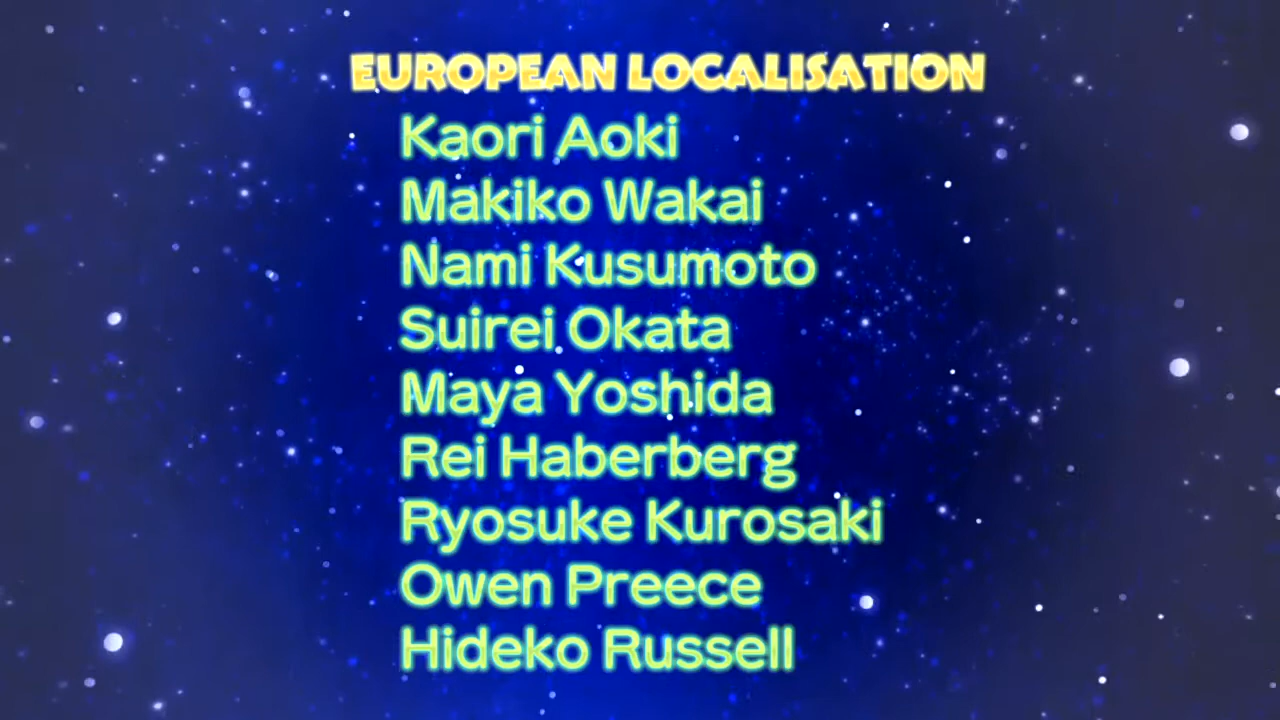 EUROPEAN LOCALISATION
Kaori Aoki
Makiko Wakai
Nami Kusumoto
Suirei Okata
Maya Yoshida
Rei Haberberg
Ryosuke Kurosaki
Owen Preece
Hideko Russell